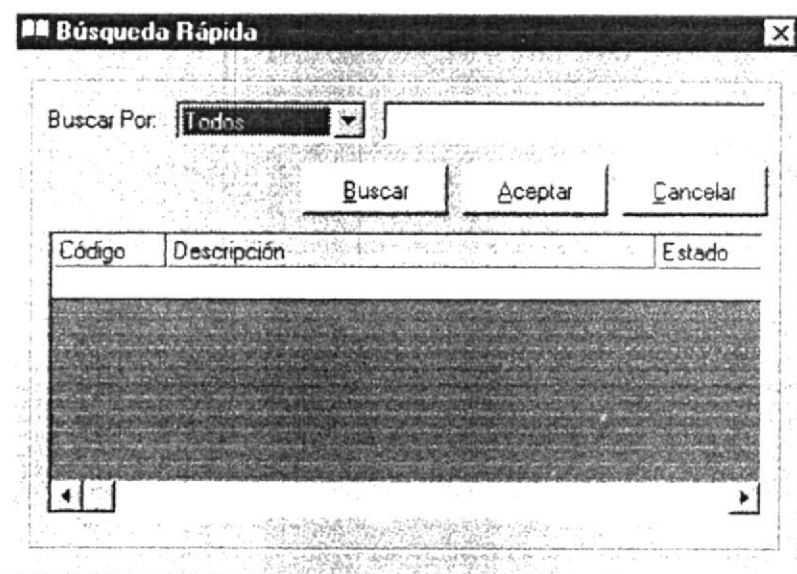 Búsqueda Rápida
Buscar Por: Todos
Buscar Aceptar Cancelar
Código Descripción Estado